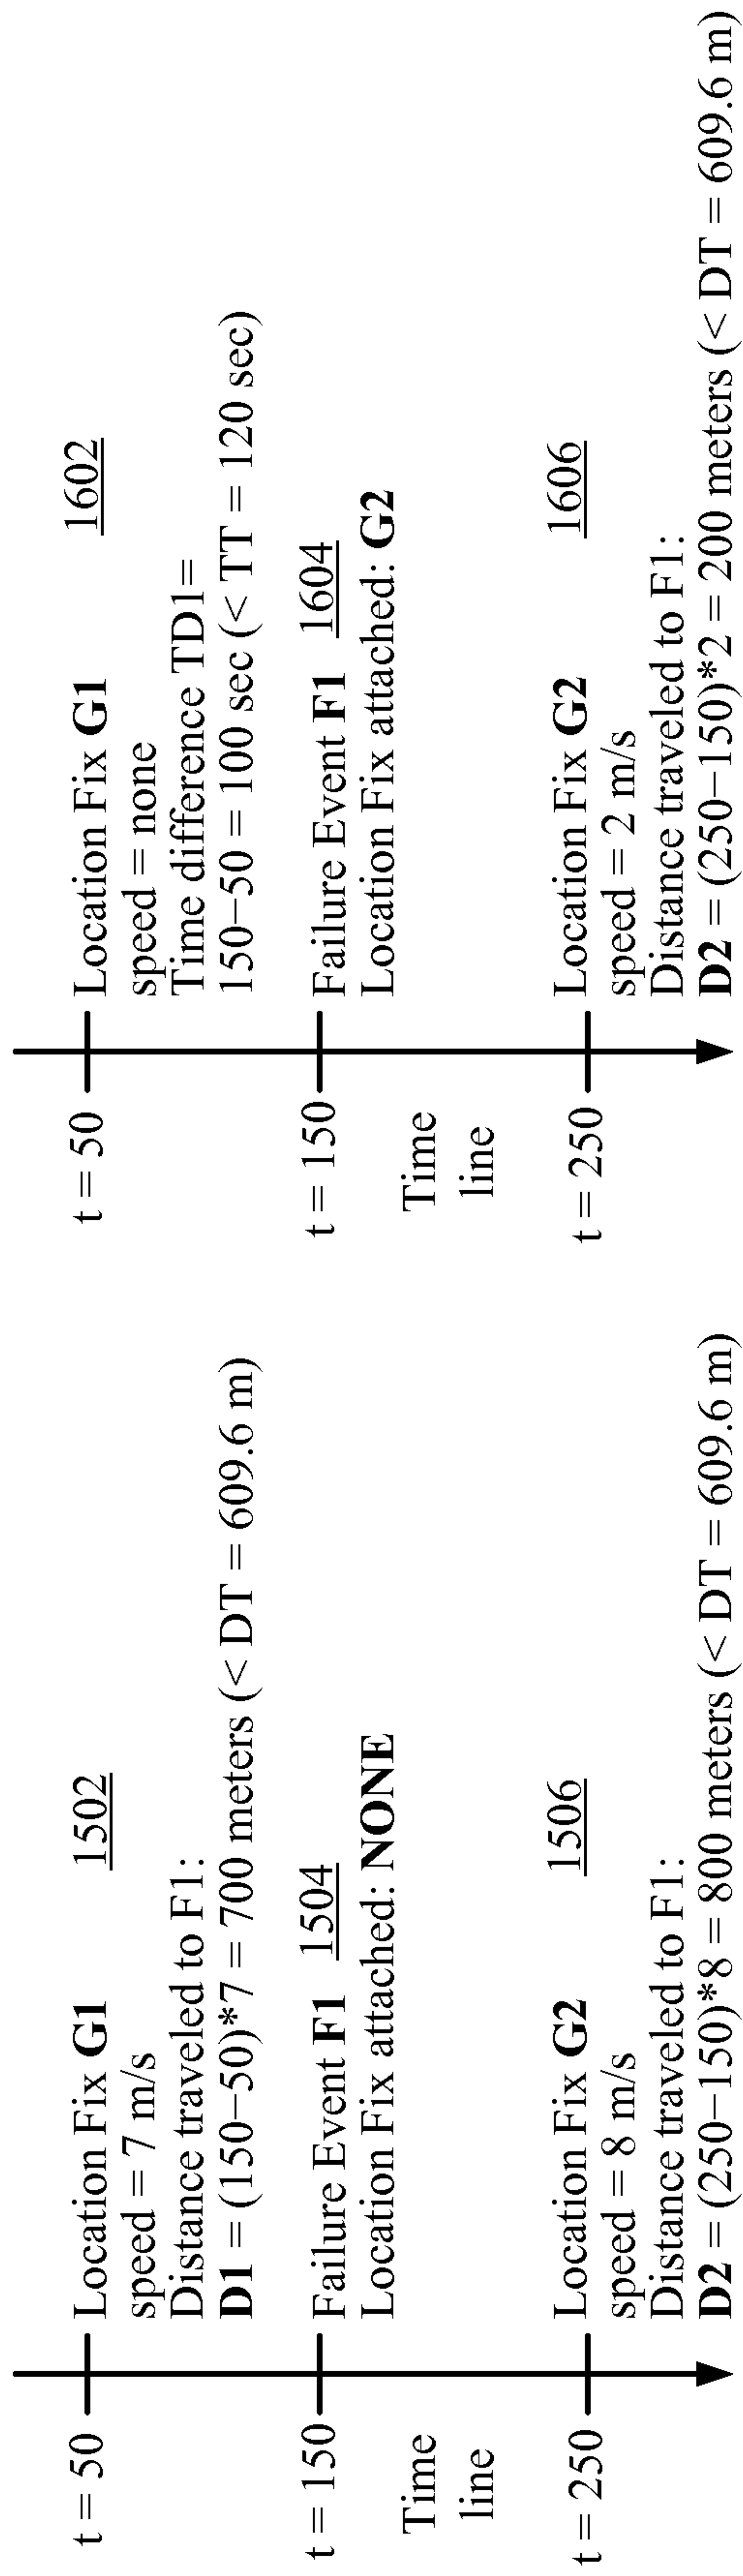 t = 50
Location Fix G1
1502
speed = 7 m/s
Distance traveled to F1:
D1 = (150−50)*7 = 700 meters (< DT = 609.6 m)
t = 150
Failure Event F1 1504
Location Fix attached: NONE
Time
line
t = 250
Location Fix G2
1506
speed = 8 m/s
Distance traveled to F1:
D2 = (250−150)*8 = 800 meters (< DT = 609.6 m)
t = 50
Location Fix G1
1602
speed = none
Time difference TD1=
150−50 = 100 sec (< TT = 120 sec)
t = 150
Failure Event F1 1604
Location Fix attached: G2
Time
line
t = 250
Location Fix G2
1606
speed = 2 m/s
Distance traveled to F1:
D2 = (250−150)*2 = 200 meters (< DT = 609.6 m)